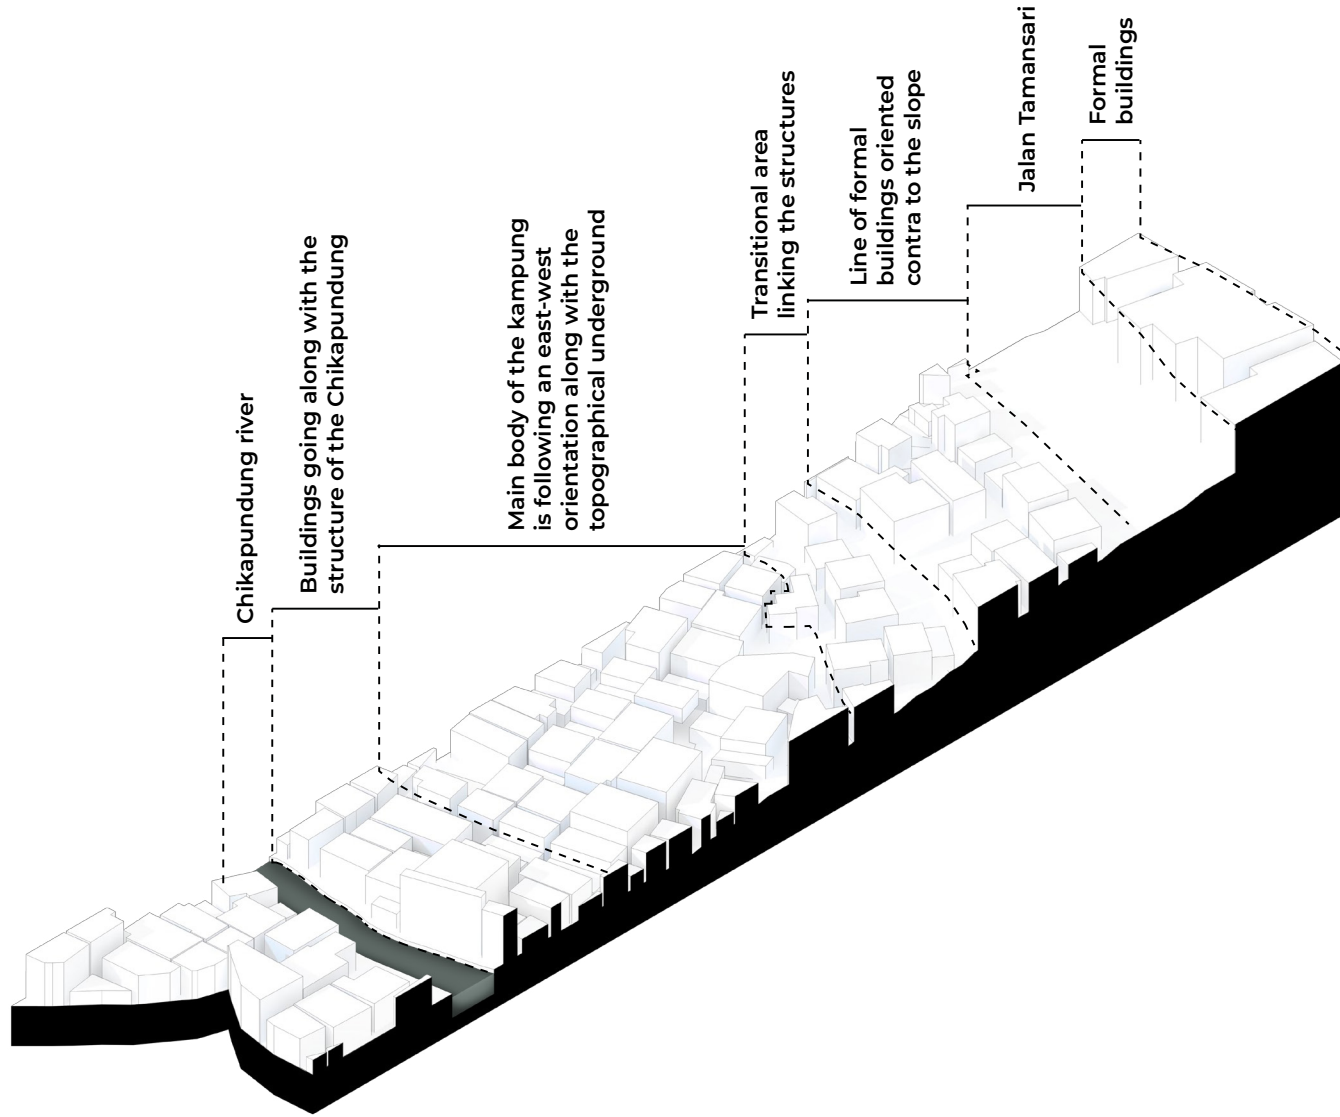 Chikapundung river
Buildings going along with the
structure of the Chikapundung
Main body of the kampung
is following an east-west
orientation along with the
topographical underground
Transitional area
linking the structures
Line of formal
buildings oriented
contra to the slope
Jalan Tamansari
Formal
buildings